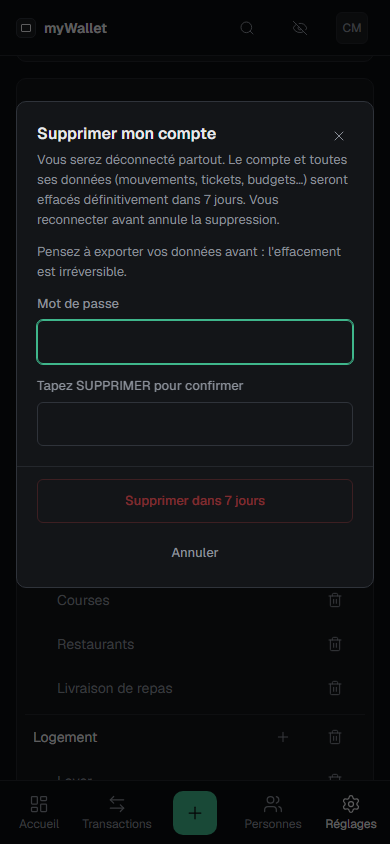 myWallet
CM
Supprimer mon compte
Vous serez déconnecté partout. Le compte et toutes
ses données (mouvements, tickets, budgets…) seront
effacés définitivement dans 7 jours. Vous
reconnecter avant annule la suppression.
Pensez à exporter vos données avant : l'effacement
est irréversible.
Mot de passe
Tapez SUPPRIMER pour confirmer
Supprimer dans 7 jours
Annuler
Courses
Restaurants
Livraison de repas
Logement
Accueil
Transactions
Personnes
Réglages